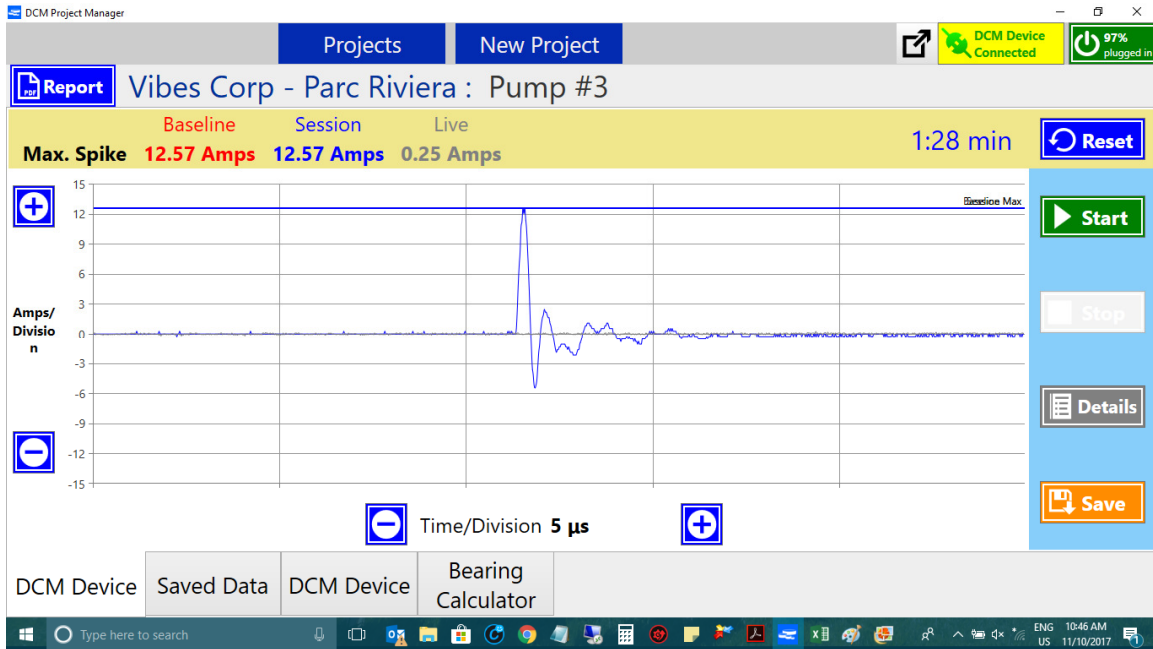 DCM Project Manager
Projects
New Project
DCM Device
Connected
97%
plugged in
PDF
Report
Vibes Corp - Parc Riviera : Pump #3
Baseline Session Live
Max. Spike 12.57 Amps 12.57 Amps 0.25 Amps
1:28 min
Reset
15
12
9
6
3
0
-3
-6
-9
-12
-15
Amps/
Divisio
n
Max
Start
Stop
Details
Save
Time/Division 5 µs
DCM Device
Saved Data
DCM Device
Bearing
Calculator
Type here to search
ENG
US
10:46 AM
11/10/2017